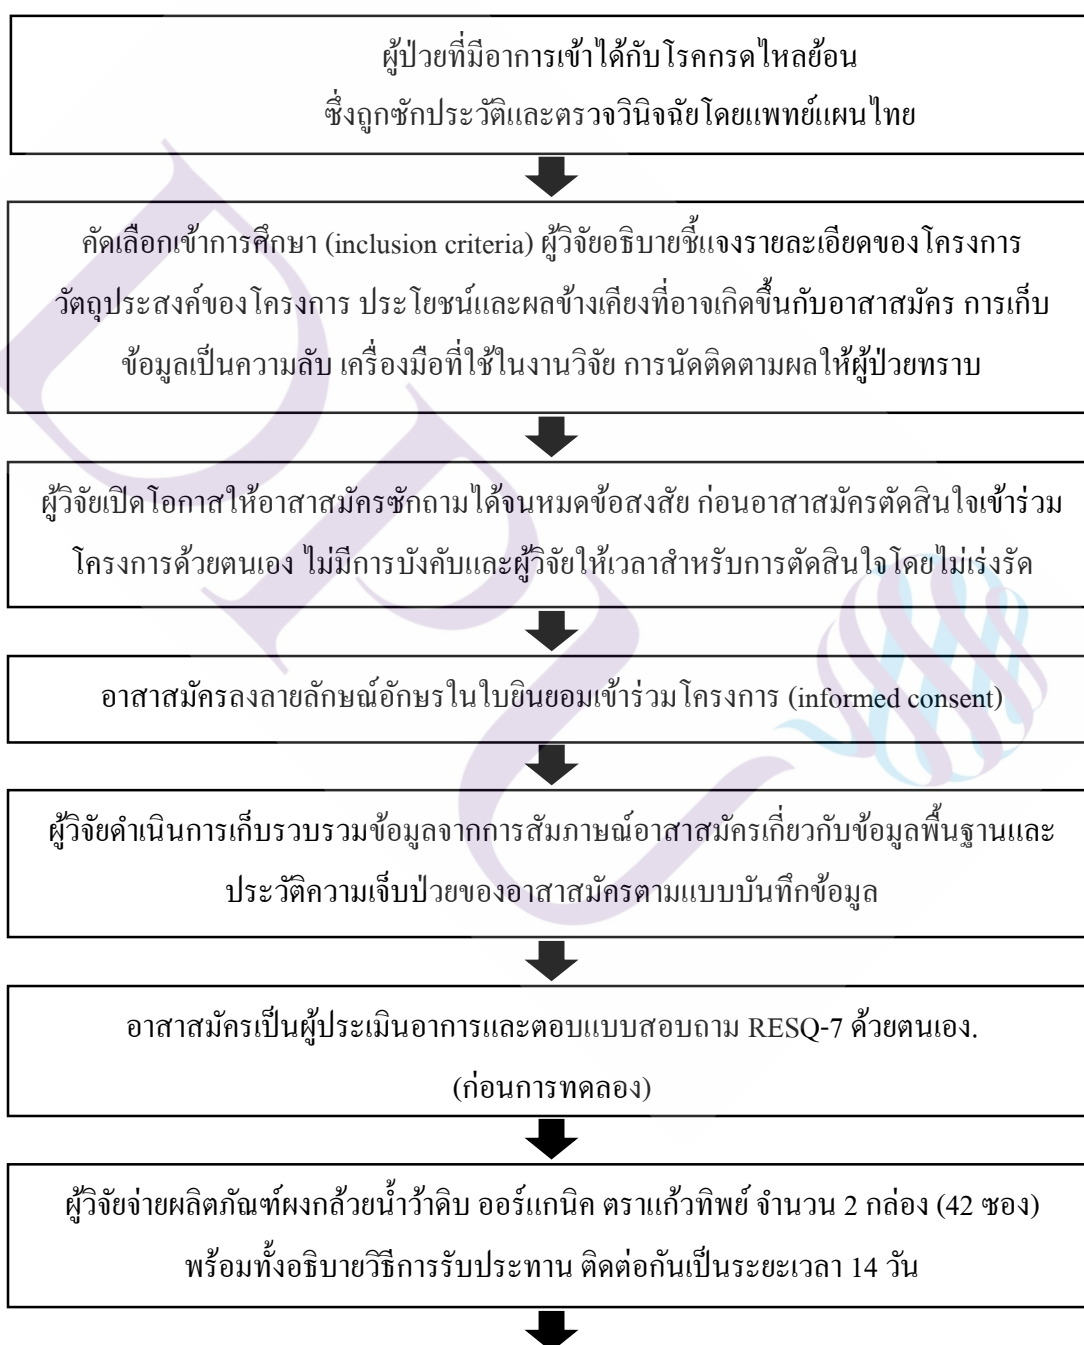 ผู้ป่วยที่มีอาการเข้าได้กับโรคกรดไหลย้อน
ซึ่งถูกซักประวัติและตรวจวินิจฉัยโดยแพทย์แผนไทย
คัดเลือกเข้าการศึกษา (inclusion criteria) ผู้วิจัยอธิบายชี้แจงรายละเอียดของโครงการ
วัตถุประสงค์ของโครงการ ประโยชน์และผลข้างเคียงที่อาจเกิดขึ้นกับอาสาสมัคร การเก็บ
ข้อมูลเป็นความลับ เครื่องมือที่ใช้ในงานวิจัย การนัดติดตามผลให้ผู้ป่วยทราบ
ผู้วิจัยเปิดโอกาสให้อาสาสมัครซักถามได้จนหมดข้อสงสัย ก่อนอาสาสมัครตัดสินใจเข้าร่วม
โครงการด้วยตนเอง ไม่มีการบังคับและผู้วิจัยให้เวลาสำหรับการตัดสินใจโดยไม่เร่งรัด
อาสาสมัครลงลายลักษณ์อักษรในใบยินยอมเข้าร่วมโครงการ (informed consent)
ผู้วิจัยดำเนินการเก็บรวบรวมข้อมูลจากการสัมภาษณ์อาสาสมัครเกี่ยวกับข้อมูลพื้นฐานและ
ประวัติความเจ็บป่วยของอาสาสมัครตามแบบบันทึกข้อมูล
อาสาสมัครเป็นผู้ประเมินอาการและตอบแบบสอบถาม RESQ-7 ด้วยตนเอง.
(ก่อนการทดลอง)
ผู้วิจัยจ่ายผลิตภัณฑ์ผงกล้วยน้ำว้าดิบ ออร์แกนิค ตราแก้วทิพย์ จำนวน 2 กล่อง (42 ซอง)
พร้อมทั้งอธิบายวิธีการรับประทาน ติดต่อกันเป็นระยะเวลา 14 วัน
DPU